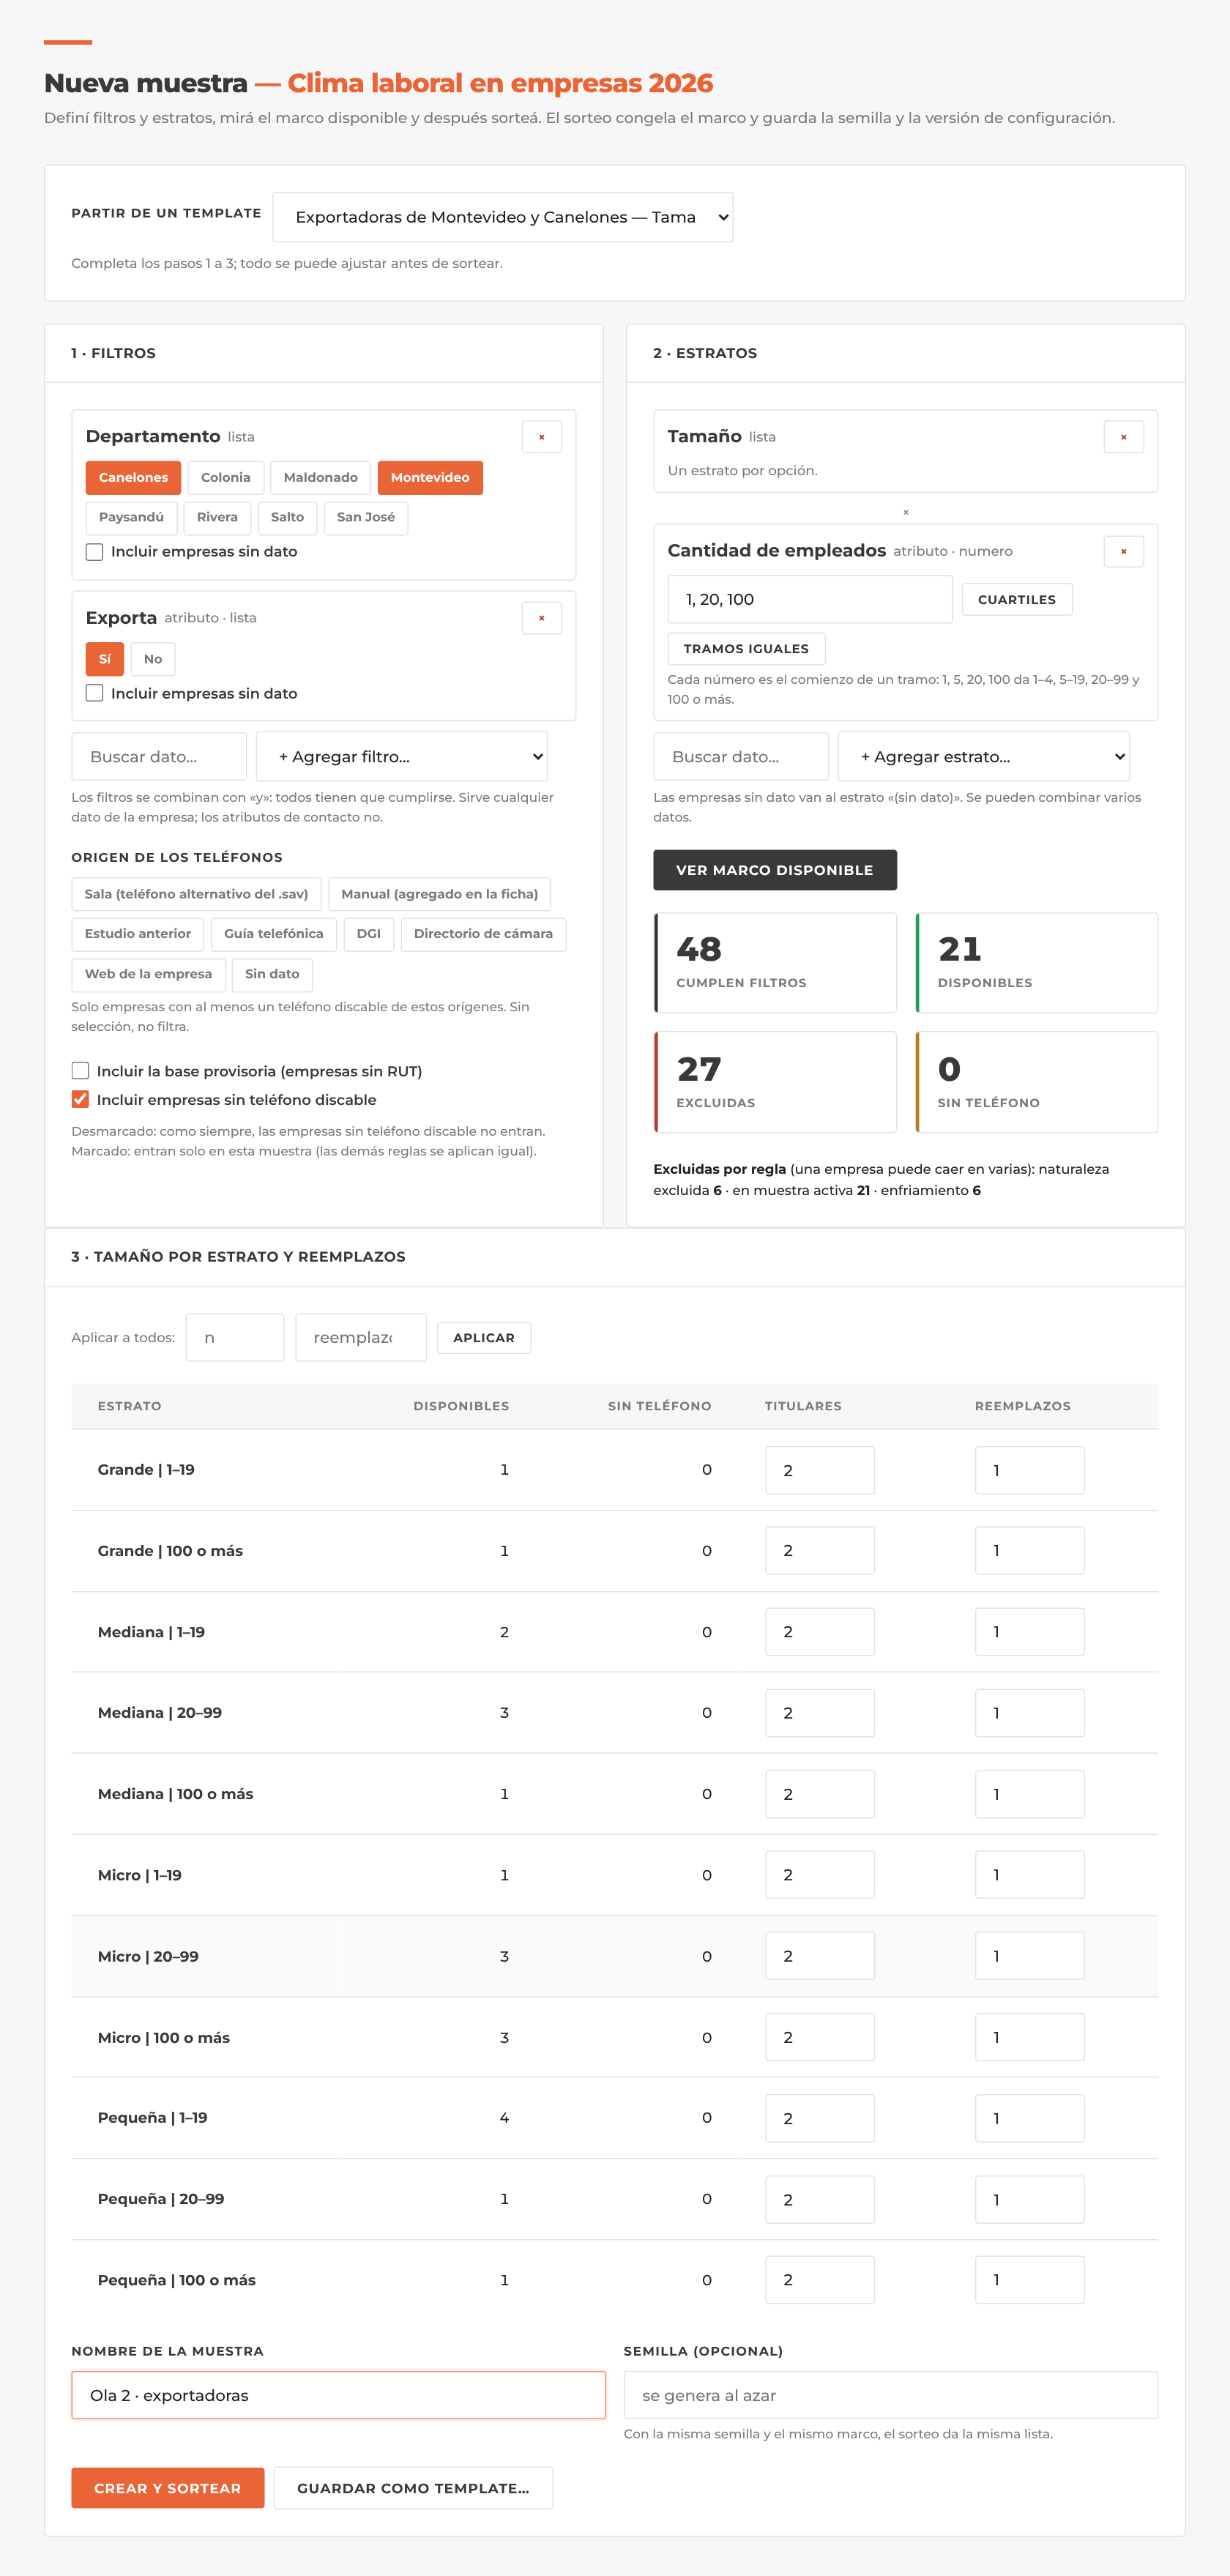 Nueva muestra — Clima laboral en empresas 2026
Definí filtros y estratos, mirá el marco disponible y después sorteá. El sorteo congela el marco y guarda la semilla y la versión de configuración.
PARTIR DE UN TEMPLATE
Exportadoras de Montevideo y Canelones — Tama
Completa los pasos 1 a 3; todo se puede ajustar antes de sortear.
1 · FILTROS
Departamento lista ×
Canelones Colonia Maldonado Montevideo
Paysandú Rivera Salto San José
Incluir empresas sin dato
Exporta atributo · lista ×
Sí No
Incluir empresas sin dato
Buscar dato... + Agregar filtro...
Los filtros se combinan con «y»: todos tienen que cumplirse. Sirve cualquier
dato de la empresa; los atributos de contacto no.
ORIGEN DE LOS TELÉFONOS
Sala (teléfono alternativo del .sav) Manual (agregado en la ficha)
Estudio anterior Guía telefónica DGI Directorio de cámara
Web de la empresa Sin dato
Solo empresas con al menos un teléfono discable de estos orígenes. Sin
selección, no filtra.
Incluir la base provisoria (empresas sin RUT)
Incluir empresas sin teléfono discable
Desmarcado: como siempre, las empresas sin teléfono discable no entran.
Marcado: entran solo en esta muestra (las demás reglas se aplican igual).
2 · ESTRATOS
Tamaño lista ×
Un estrato por opción.
×
Cantidad de empleados atributo · numero ×
1, 20, 100 CUARTILES
TRAMOS IGUALES
Cada número es el comienzo de un tramo: 1, 5, 20, 100 da 1–4, 5–19, 20–99 y
100 o más.
Buscar dato... + Agregar estrato...
Las empresas sin dato van al estrato «(sin dato)». Se pueden combinar varios
datos.
VER MARCO DISPONIBLE
48
CUMPLEN FILTROS
21
DISPONIBLES
27
EXCLUIDAS
0
SIN TELÉFONO
Excluidas por regla (una empresa puede caer en varias): naturaleza
excluida 6 · en muestra activa 21 · enfriamiento 6
3 · TAMAÑO POR ESTRATO Y REEMPLAZOS
Aplicar a todos: n reemplazo APLICAR
ESTRATO DISPONIBLES SIN TELÉFONO TITULARES REEMPLAZOS
Grande | 1–19 1 0 2 1
Grande | 100 o más 1 0 2 1
Mediana | 1–19 2 0 2 1
Mediana | 20–99 3 0 2 1
Mediana | 100 o más 1 0 2 1
Micro | 1–19 1 0 2 1
Micro | 20–99 3 0 2 1
Micro | 100 o más 3 0 2 1
Pequeña | 1–19 4 0 2 1
Pequeña | 20–99 1 0 2 1
Pequeña | 100 o más 1 0 2 1
NOMBRE DE LA MUESTRA
Ola 2 · exportadoras
SEMILLA (OPCIONAL)
se genera al azar
Con la misma semilla y el mismo marco, el sorteo da la misma lista.
CREAR Y SORTEAR GUARDAR COMO TEMPLATE...